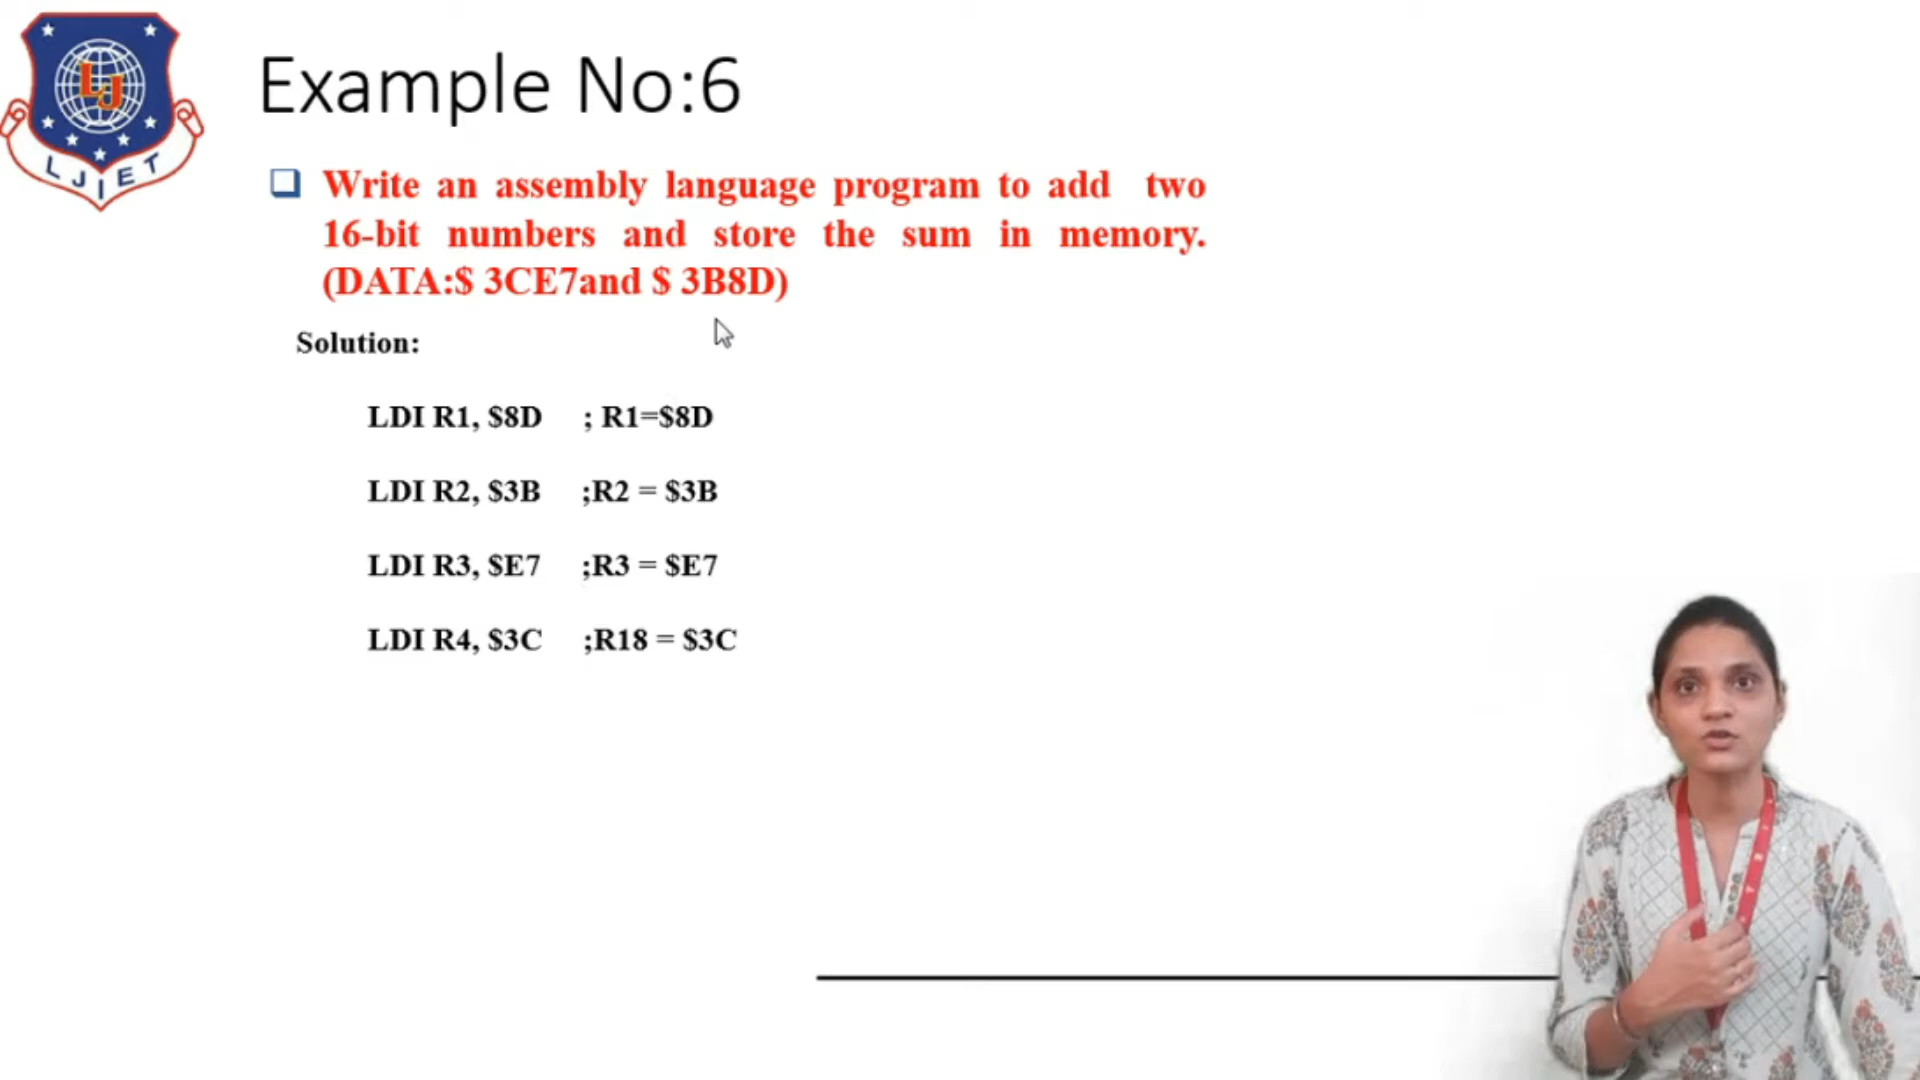 LJIET
LJ
Example No:6
Write an assembly language program to add two
16-bit numbers and store the sum in memory.
(DATA:$ 3CE7and $ 3B8D)
Solution:
LDI R1, $8D ; R1=$8D
LDI R2, $3B ;R2 = $3B
LDI R3, $E7 ;R3 = $E7
LDI R4, $3C ;R18 = $3C